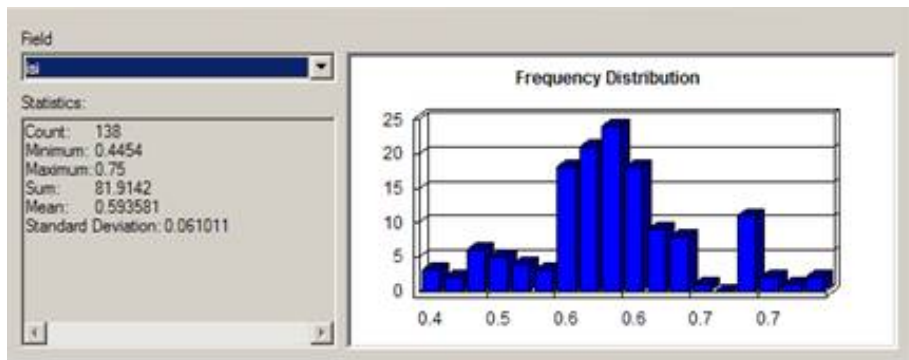 Field
si
Statistics:
Count: 138
Minimum: 0.4454
Maximum: 0.75
Sum: 81.9142
Mean: 0.593581
Standard Deviation: 0.061011
Frequency Distribution
25
20
15
10
5
0
0.4 0.5 0.6 0.6 0.7 0.7